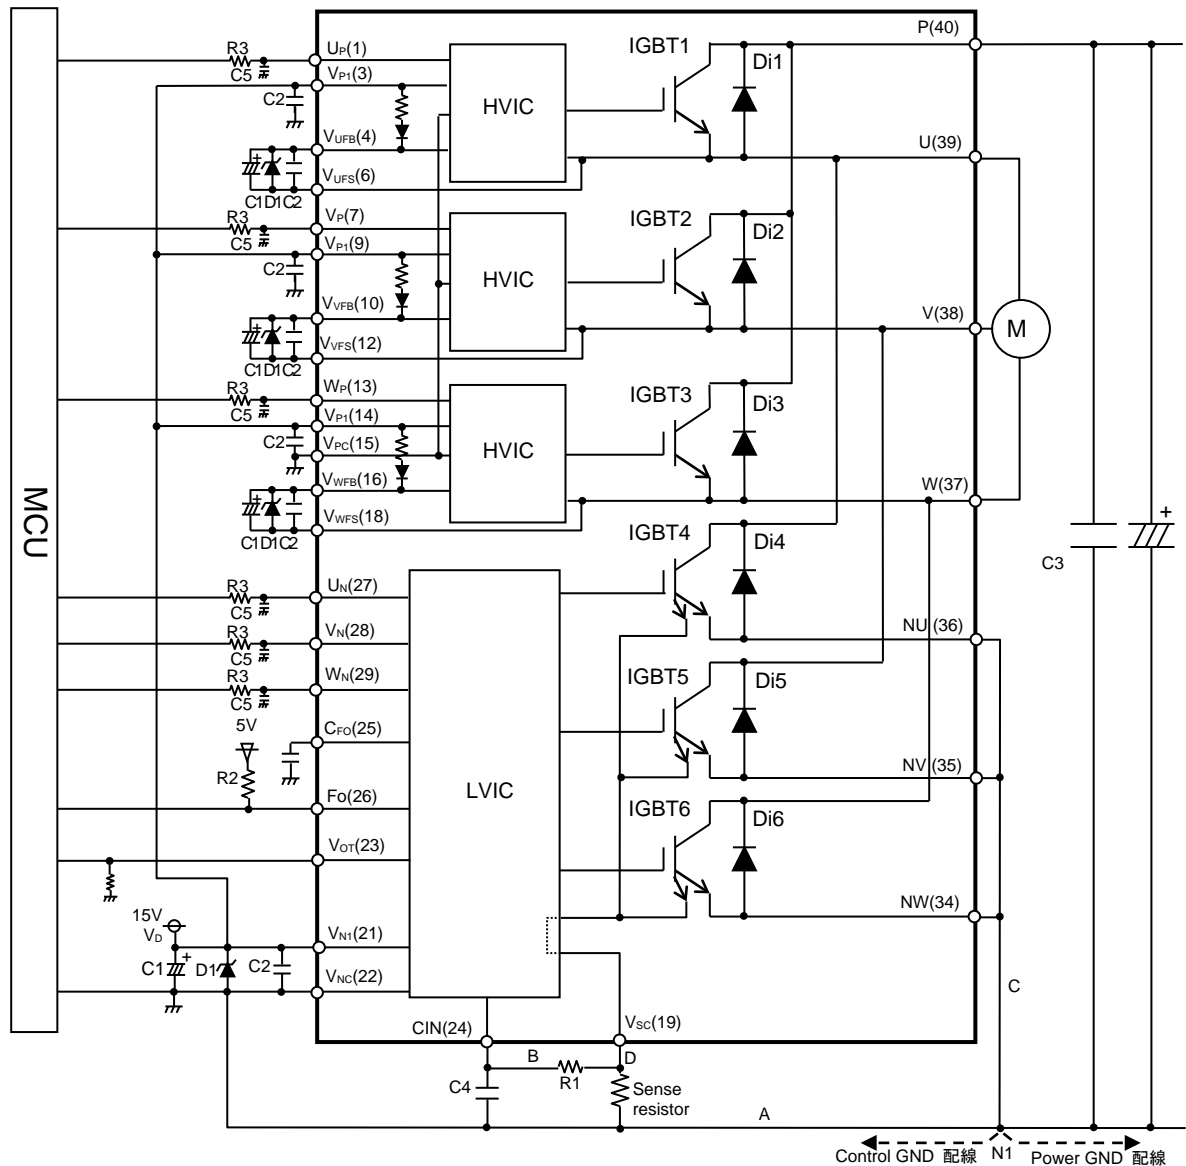 P(40)
IGBT1
Di1
R3
C5
UP(1)
VP1(3)
C2
HVIC
VUFB(4)
U(39)
VUFS(6)
+
C1D1C2
R3
C5
VP(7)
VP1(9)
IGBT2
Di2
C2
HVIC
VVFB(10)
V(38)
M
VVFS(12)
+
C1D1C2
R3
C5
WP(13)
VP1(14)
IGBT3
Di3
C2
VPC(15)
HVIC
VWFB(16)
W(37)
VWFS(18)
+
C1D1C2
MCU
IGBT4
Di4
C3
+
R3
C5
UN(27)
NU(36)
R3
C5
VN(28)
R3
C5
WN(29)
IGBT5
Di5
5V
CFO(25)
NV(35)
R2
LVIC
Fo(26)
IGBT6
Di6
VOT(23)
NW(34)
15V
VD
VN1(21)
C1
+
D1
C2
VNC(22)
C
CIN(24)
VSC(19)
B
D
R1
C4
Sense
resistor
A
Control GND 配線
N1
Power GND 配線